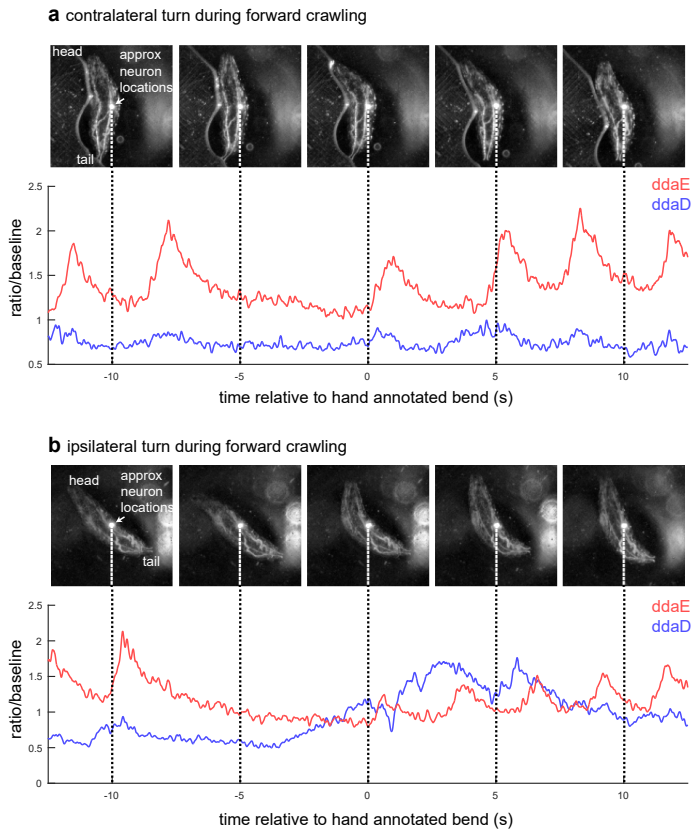 a contralateral turn during forward crawling
head
approx
neuron
locations
tail
ddaE
ddaD
2.5
2
1.5
1
0.5
ratio/baseline
-10 -5 0 5 10
time relative to hand annotated bend (s)
b ipsilateral turn during forward crawling
head
approx
neuron
locations
tail
ddaE
ddaD
2.5
2
1.5
1
0.5
0
ratio/baseline
-10 -5 0 5 10
time relative to hand annotated bend (s)